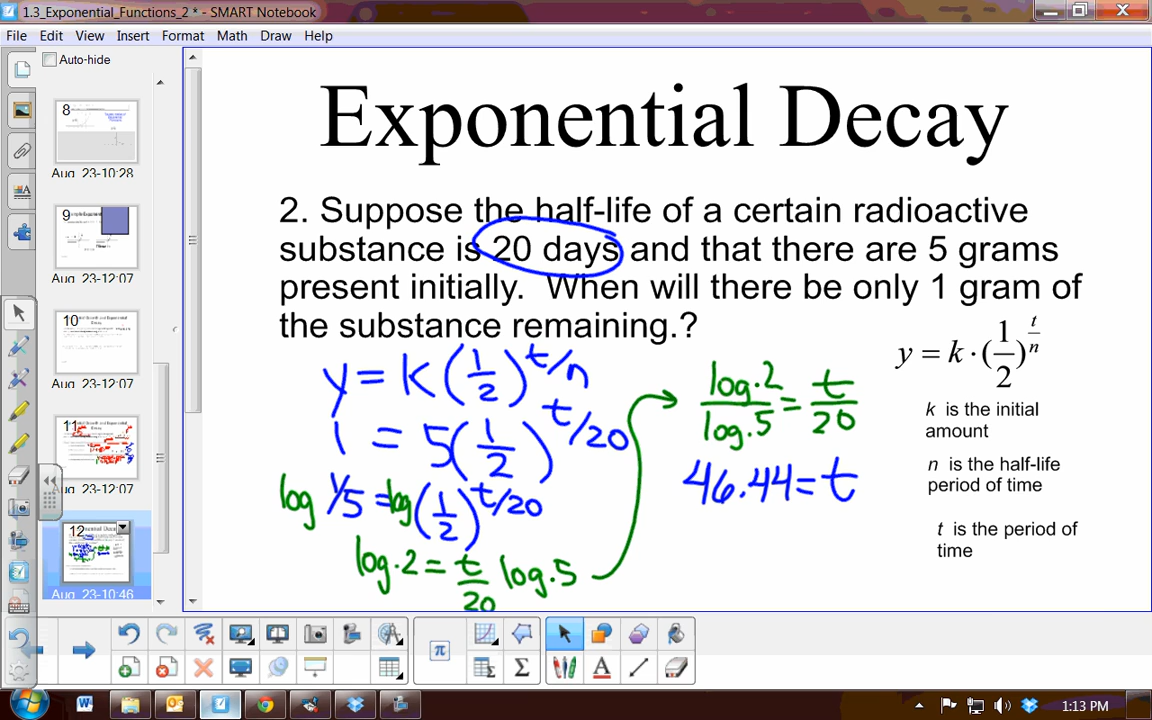 1.3_Exponential_Functions_2 * - SMART Notebook
File Edit View Insert Format Math Draw Help
Auto-hide
8
Aug 23-10:28
9
Aug 23-12:07
10
Aug 23-12:07
11
Aug 23-12:07
12
Aug 23-10:46
Exponential Decay
2. Suppose the half-life of a certain radioactive
substance is 20 days and that there are 5 grams
present initially. When will there be only 1 gram of
the substance remaining.?
y = k · (1/2)^(t/n)
k is the initial
amount
n is the half-life
period of time
t is the period of
time
y = k (1/2)^t/n
1 = 5(1/2)^t/20
log 1/5 = log (1/2)^t/20
log.2 = t/20 log.5
log.2/log.5 = t/20
46.44 = t
π
Σ
A
W
1:13 PM